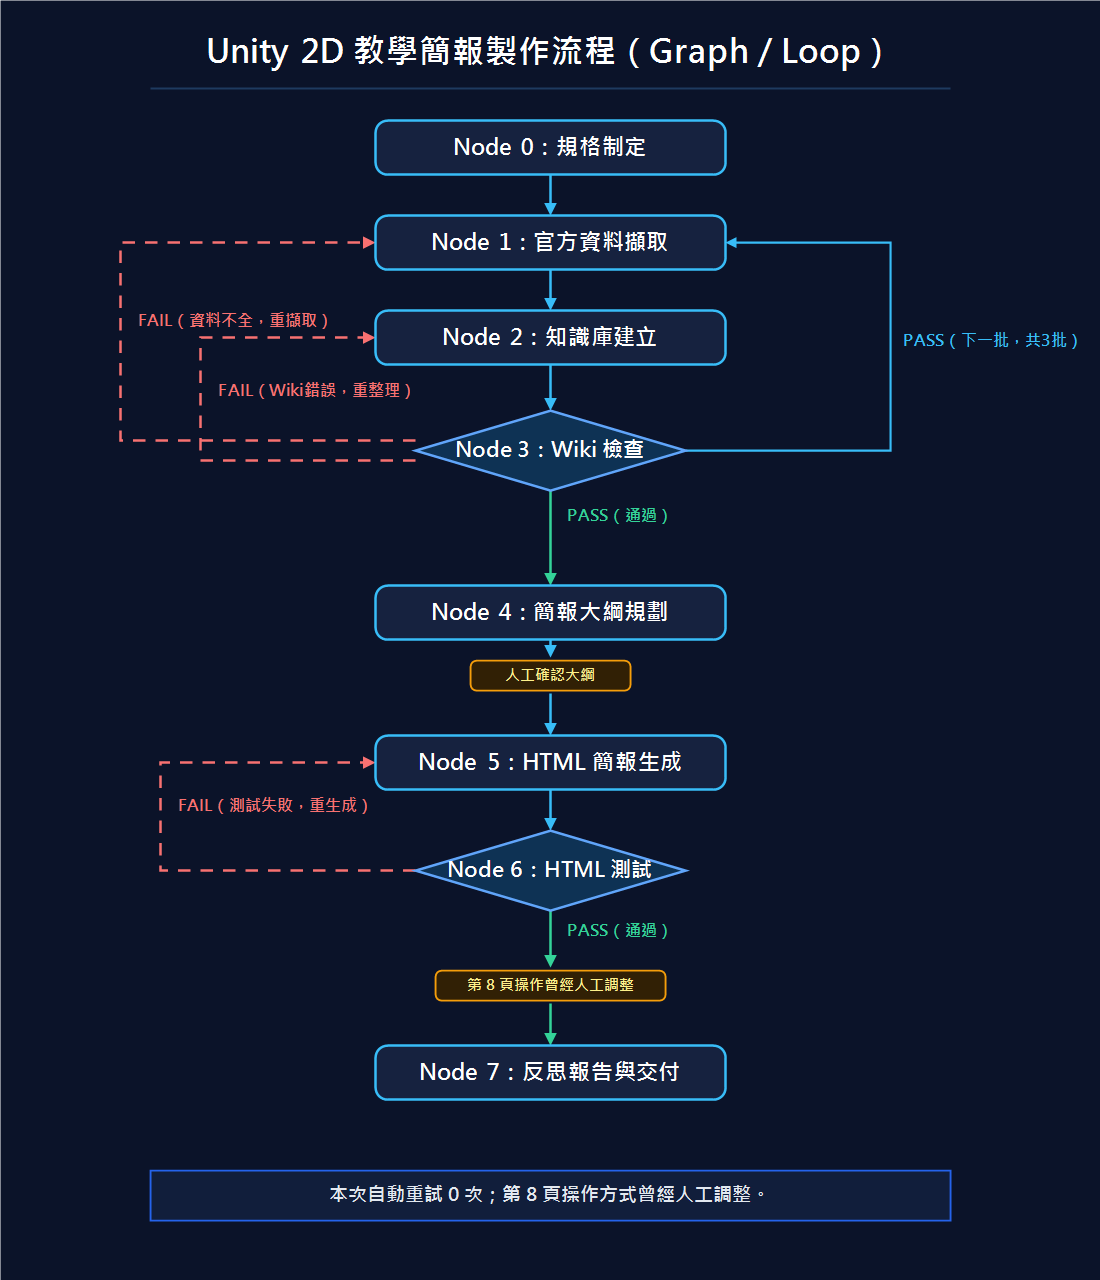 Unity 2D 教學簡報製作流程（Graph / Loop）
Node 0：規格制定
Node 1：官方資料擷取
FAIL（資料不全，重擷取）
Node 2：知識庫建立
PASS（下一批，共3批）
FAIL（Wiki錯誤，重整理）
Node 3：Wiki 檢查
PASS（通過）
Node 4：簡報大綱規劃
人工確認大綱
Node 5：HTML 簡報生成
FAIL（測試失敗，重生成）
Node 6：HTML 測試
PASS（通過）
第 8 頁操作曾經人工調整
Node 7：反思報告與交付
本次自動重試 0 次；第 8 頁操作方式曾經人工調整。